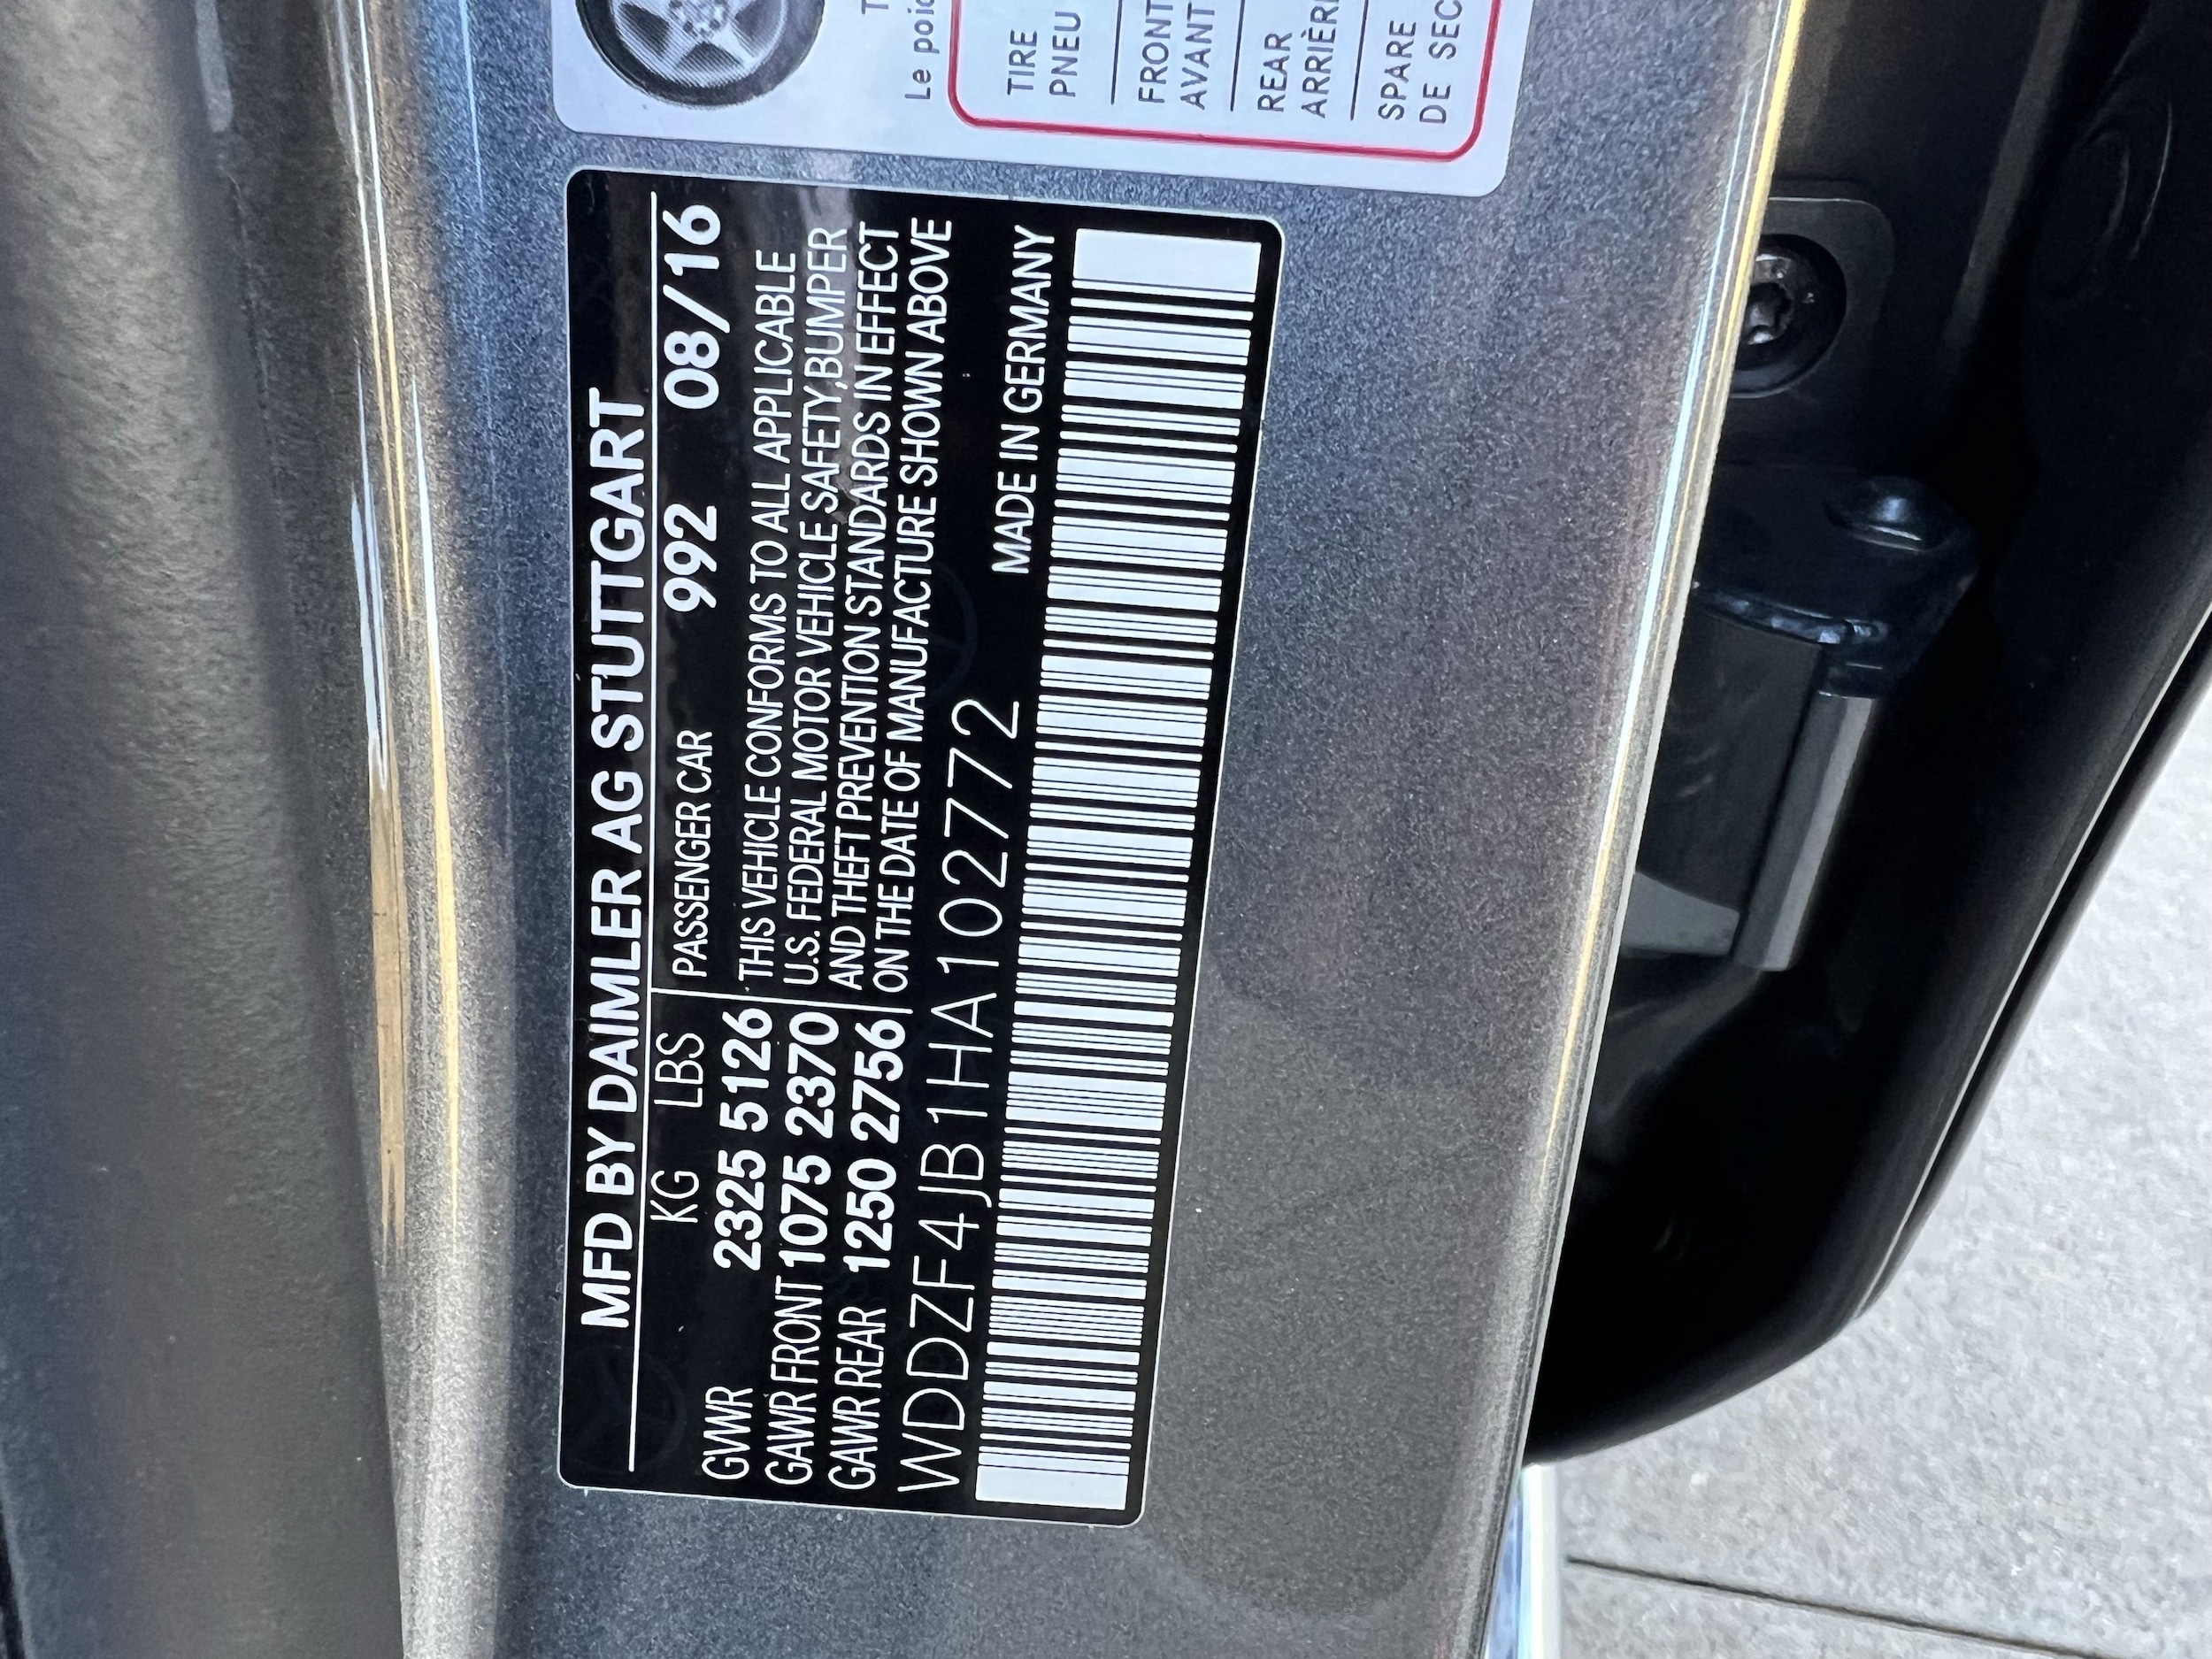 MFD BY DAIMLER AG STUTTGART
KG LBS PASSENGER CAR 992 08/16
GVWR 2325 5126 THIS VEHICLE CONFORMS TO ALL APPLICABLE
GAWR FRONT 1075 2370 U.S. FEDERAL MOTOR VEHICLE SAFETY,BUMPER
GAWR REAR 1250 2756 AND THEFT PREVENTION STANDARDS IN EFFECT
ON THE DATE OF MANUFACTURE SHOWN ABOVE
WDDZF4JB1HA102772 MADE IN GERMANY
Le
TIRE
PNEU
FRONT
AVANT
REAR
SPARE
DE